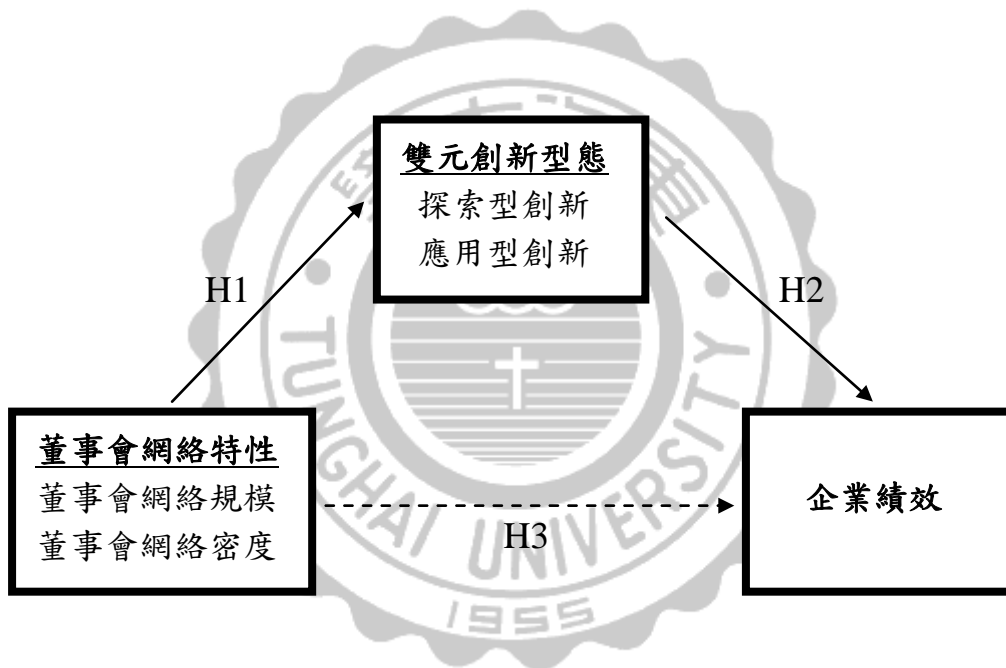 雙元創新型態
探索型創新
應用型創新
H1
H2
董事會網絡特性
董事會網絡規模
董事會網絡密度
企業績效
H3
TUNGHAI UNIVERSITY
1955